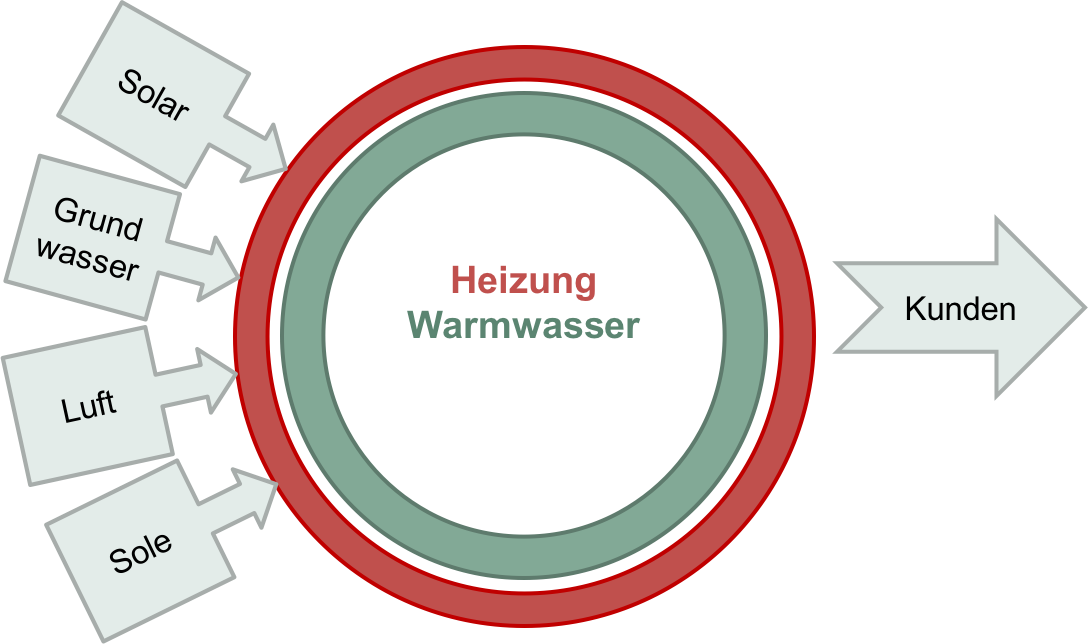 Solar
Grund
wasser
Luft
Sole
Heizung
Warmwasser
Kunden